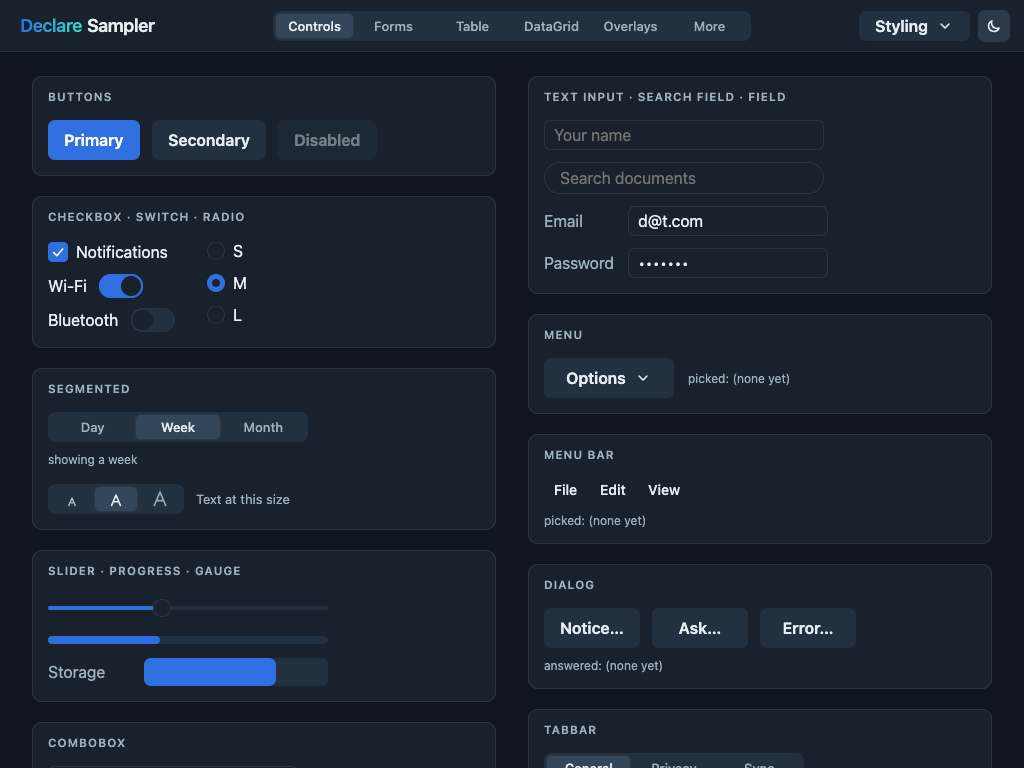 Declare Sampler
Controls Forms Table DataGrid Overlays More
Styling
BUTTONS
Primary Secondary Disabled
CHECKBOX · SWITCH · RADIO
Notifications
Wi-Fi
Bluetooth
S
M
L
SEGMENTED
Day Week Month
showing a week
A A A Text at this size
SLIDER · PROGRESS · GAUGE
Storage
COMBOBOX
TEXT INPUT · SEARCH FIELD · FIELD
Your name
Search documents
Email d@t.com
Password •••••••
MENU
Options picked: (none yet)
MENU BAR
File Edit View
picked: (none yet)
DIALOG
Notice... Ask... Error...
answered: (none yet)
TABBAR
General Privacy Sync